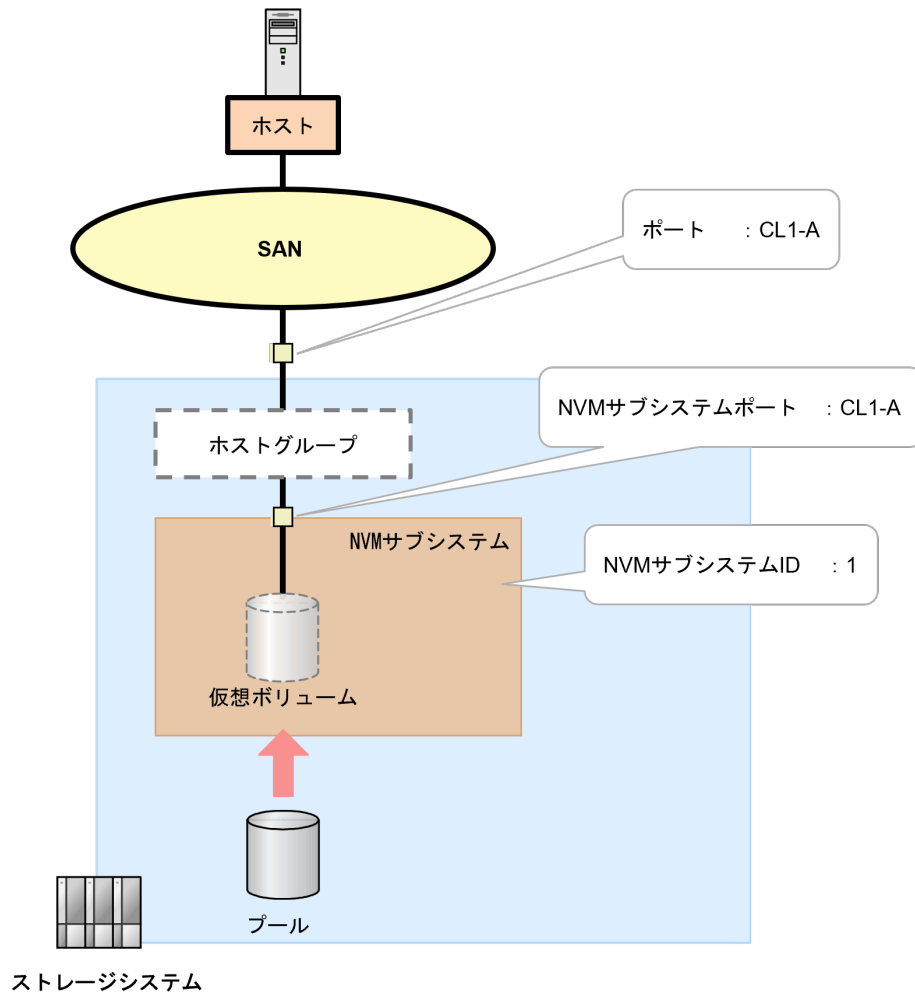 ホスト
SAN
ポート : CL1-A
NVMサブシステムポート : CL1-A
ホストグループ
NVMサブシステム
NVMサブシステムID : 1
仮想ボリューム
プール
ストレージシステム